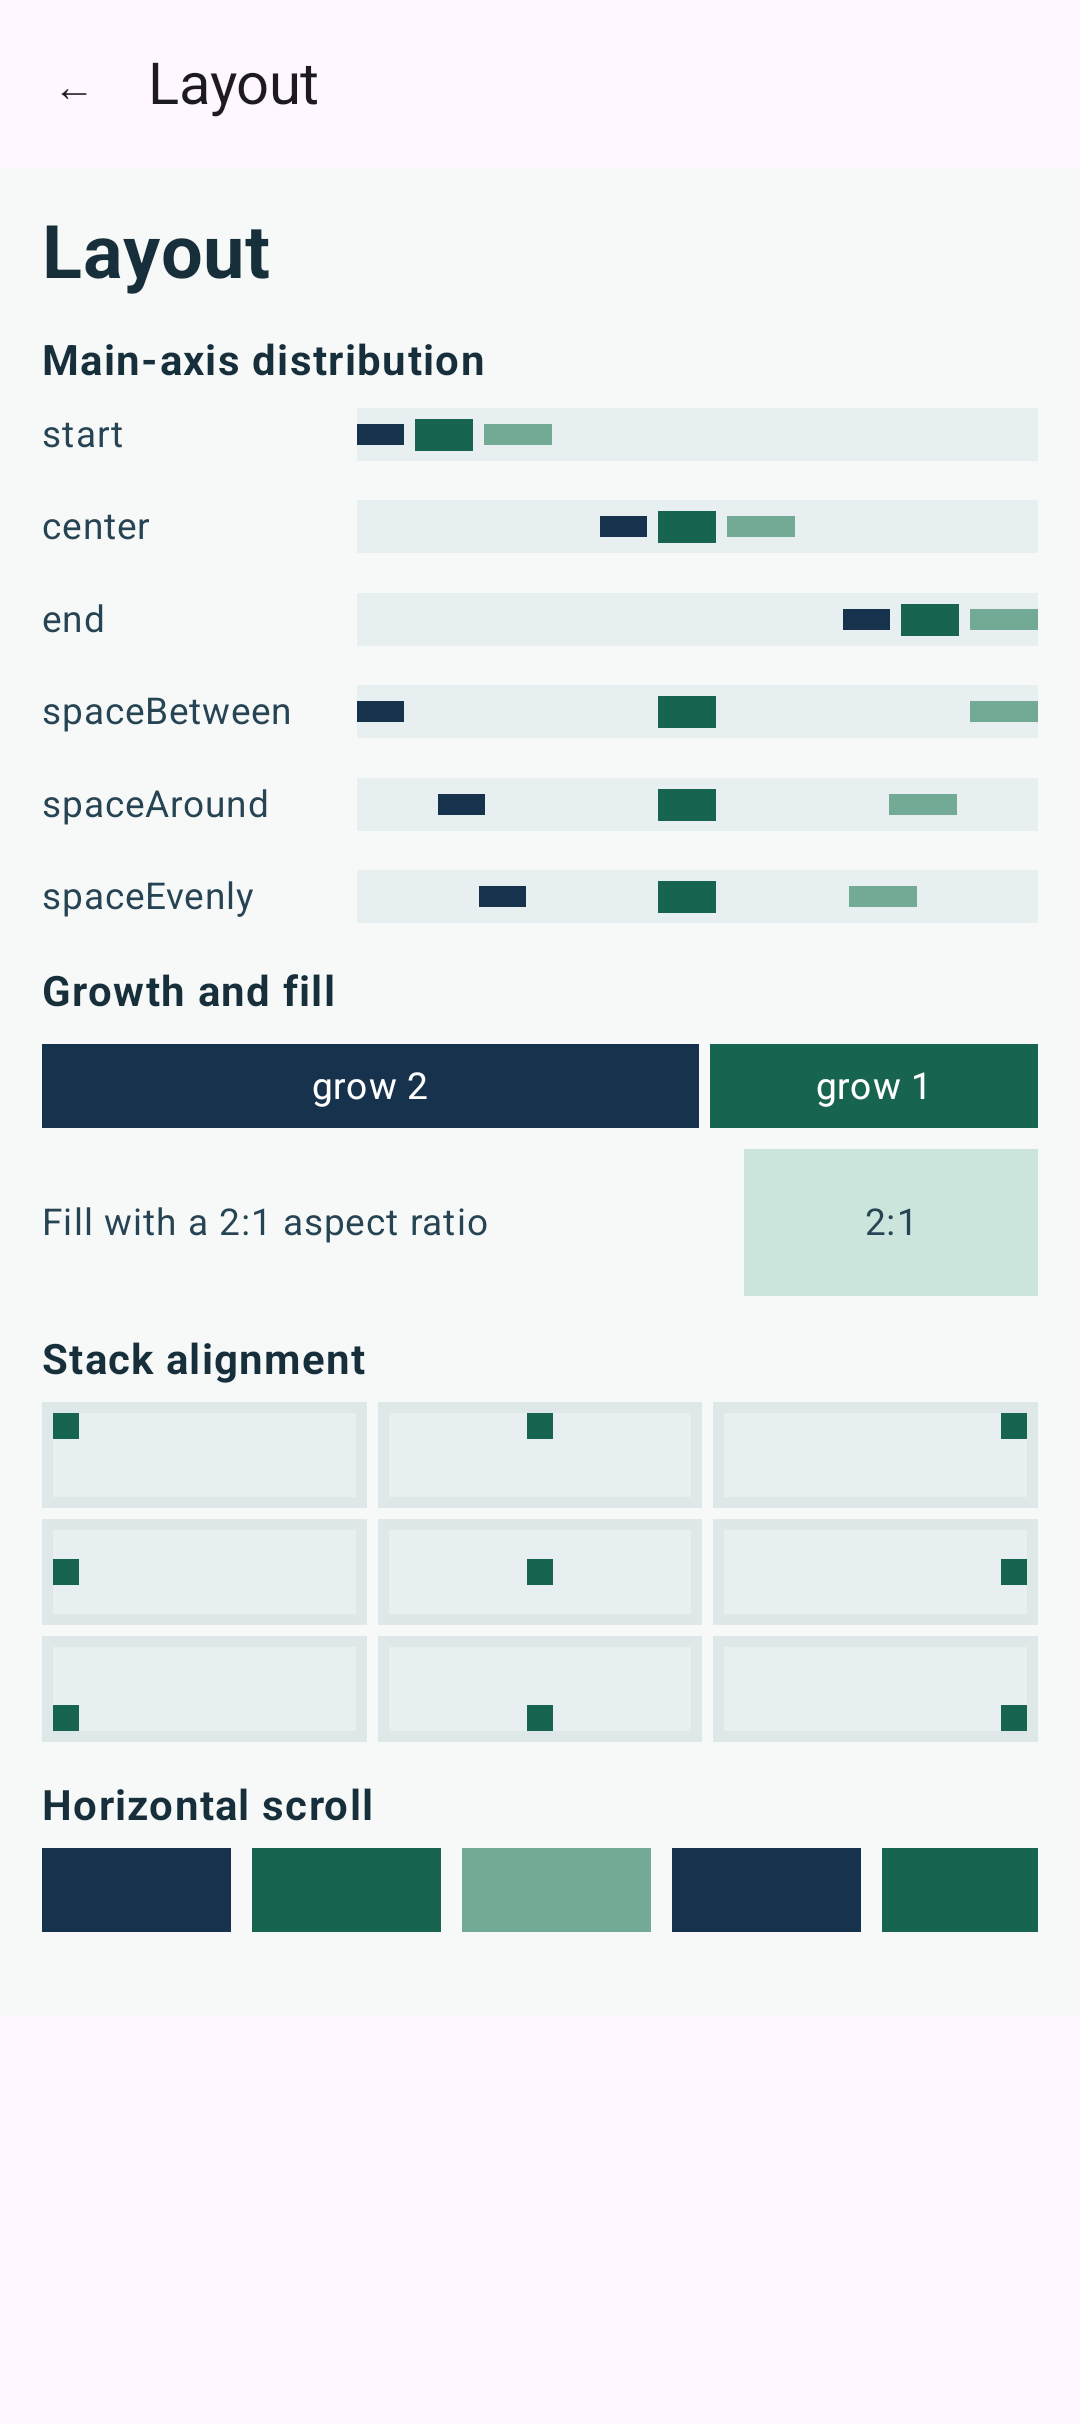 ← Layout
Layout
Main-axis distribution
start
center
end
spaceBetween
spaceAround
spaceEvenly
Growth and fill
grow 2 grow 1
Fill with a 2:1 aspect ratio 2:1
Stack alignment
Horizontal scroll